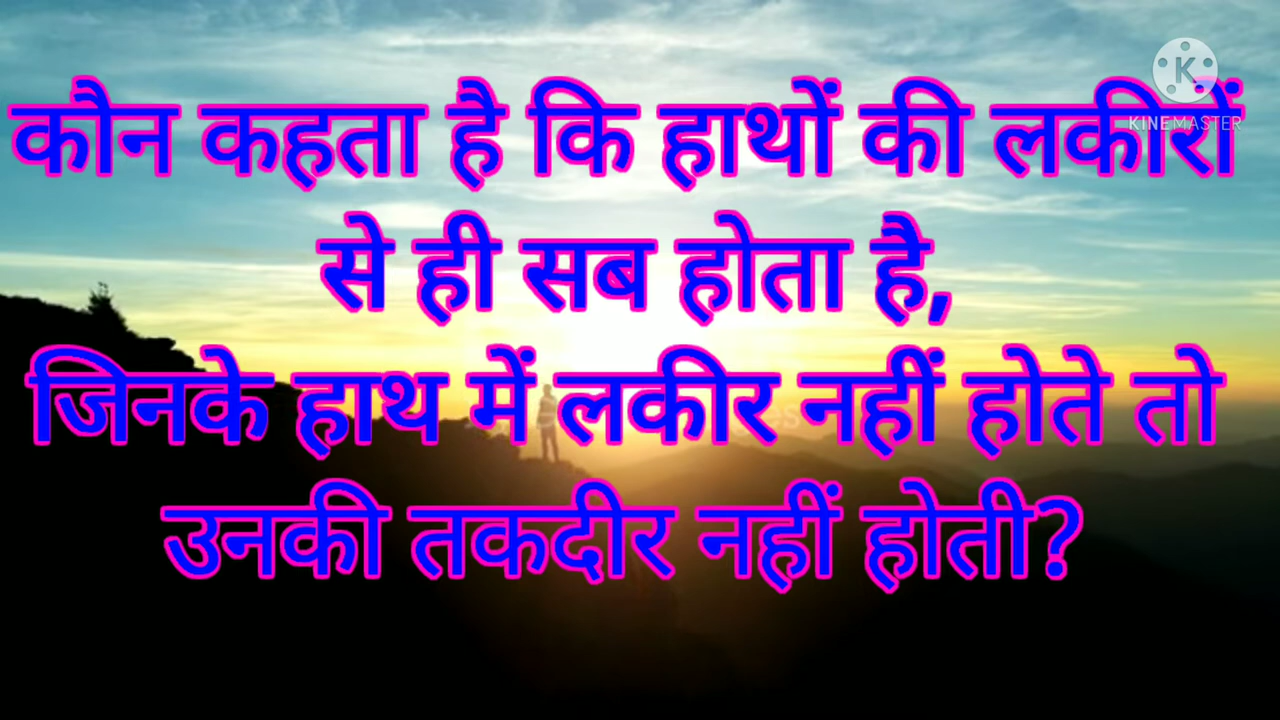 कौन कहता है कि हाथों की लकीरों
से ही सब होता है,
जिनके हाथ में लकीर नहीं होते तो
उनकी तकदीर नहीं होती?
K
KINEMASTER